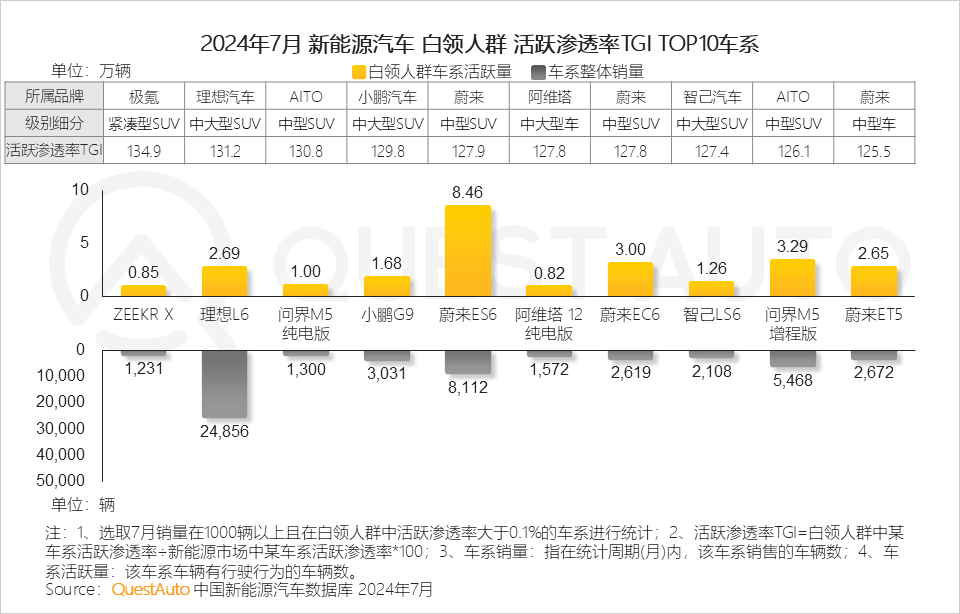 2024年7月 新能源汽车 白领人群 活跃渗透率TGI TOP10车系
单位：万辆
白领人群车系活跃量 车系整体销量
所属品牌 极氪 理想汽车 AITO 小鹏汽车 蔚来 阿维塔 蔚来 智己汽车 AITO 蔚来
级别细分 紧凑型SUV 中大型SUV 中型SUV 中大型SUV 中型SUV 中大型车 中型SUV 中大型SUV 中型SUV 中型车
活跃渗透率TGI 134.9 131.2 130.8 129.8 127.9 127.8 127.8 127.4 126.1 125.5
QUEST AUTO
10
5
0
0.85 2.69 1.00 1.68 8.46 0.82 3.00 1.26 3.29 2.65
ZEEKR X 理想L6 问界M5 小鹏G9 蔚来ES6 阿维塔 12 蔚来EC6 智己LS6 问界M5 蔚来ET5
纯电版 纯电版 增程版
0
10,000
20,000
30,000
40,000
50,000
1,231 24,856 1,300 3,031 8,112 1,572 2,619 2,108 5,468 2,672
单位：辆
注：1、选取7月销量在1000辆以上且在白领人群中活跃渗透率大于0.1%的车系进行统计；2、活跃渗透率TGI=白领人群中某
车系活跃渗透率÷新能源市场中某车系活跃渗透率*100；3、车系销量：指在统计周期(月)内，该车系销售的车辆数；4、车
系活跃量：该车系车辆有行驶行为的车辆数。
Source：QuestAuto 中国新能源汽车数据库 2024年7月